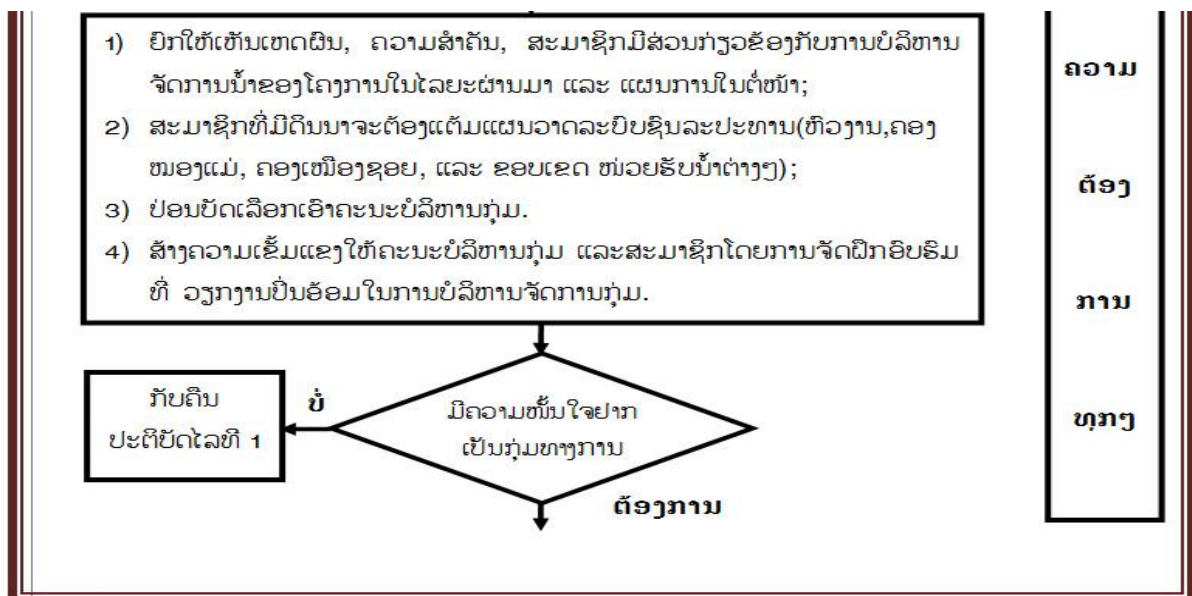 1) ຍົກໃຫ້ເຫັນເຫດຜົນ, ຄວາມສຳຄັນ, ສະມາຊິກມີສ່ວນກ່ຽວຂ້ອງກັບການບໍລິຫານ
ຈັດການນ້ຳຂອງໂຄງການໃນໄລຍະຜ່ານມາ ແລະ ແຜນການໃນຕໍ່ໜ້າ;
2) ສະມາຊິກທີ່ມີດິນນາຈະຕ້ອງແຕ້ມແຜນວາດລະບົບຊົນລະປະທານ(ຫົວງານ,ຄອງ
ໝອງແມ່, ຄອງເໝືອງຊອຍ, ແລະ ຂອບເຂດ ໜ່ວຍຮັບນ້ຳຕ່າງໆ);
3) ປ່ອນບັດເລືອກເອົາຄະນະບໍລິຫານກຸ່ມ.
4) ສ້າງຄວາມເຂັ້ມແຂງໃຫ້ຄະນະບໍລິຫານກຸ່ມ ແລະສະມາຊິກໂດຍການຈັດຝຶກອົບຮົມ
ທີ່ ວຽກງານປິ່ນອ້ອມໃນການບໍລິຫານຈັດການກຸ່ມ.
ກັບຄືນ
ປະຕິບັດໄລທີ 1
ບໍ່
ມີຄວາມໜັ້ນໃຈຢາກ
ເປັນກຸ່ມທາງການ
ຕ້ອງການ
ຄວາມ
ຕ້ອງ
ການ
ທຸກໆ